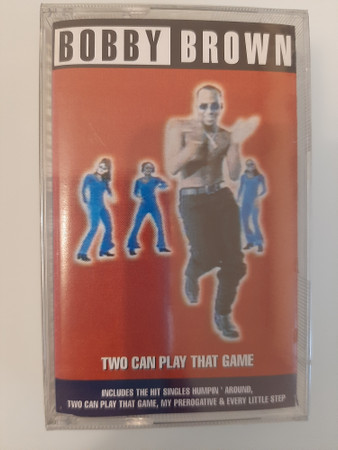 BOBBY BROWN
TWO CAN PLAY THAT GAME
INCLUDES THE HIT SINGLES HUMPIN ' AROUND,
TWO CAN PLAY THAT GAME, MY PREROGATIVE & EVERY LITTLE STEP